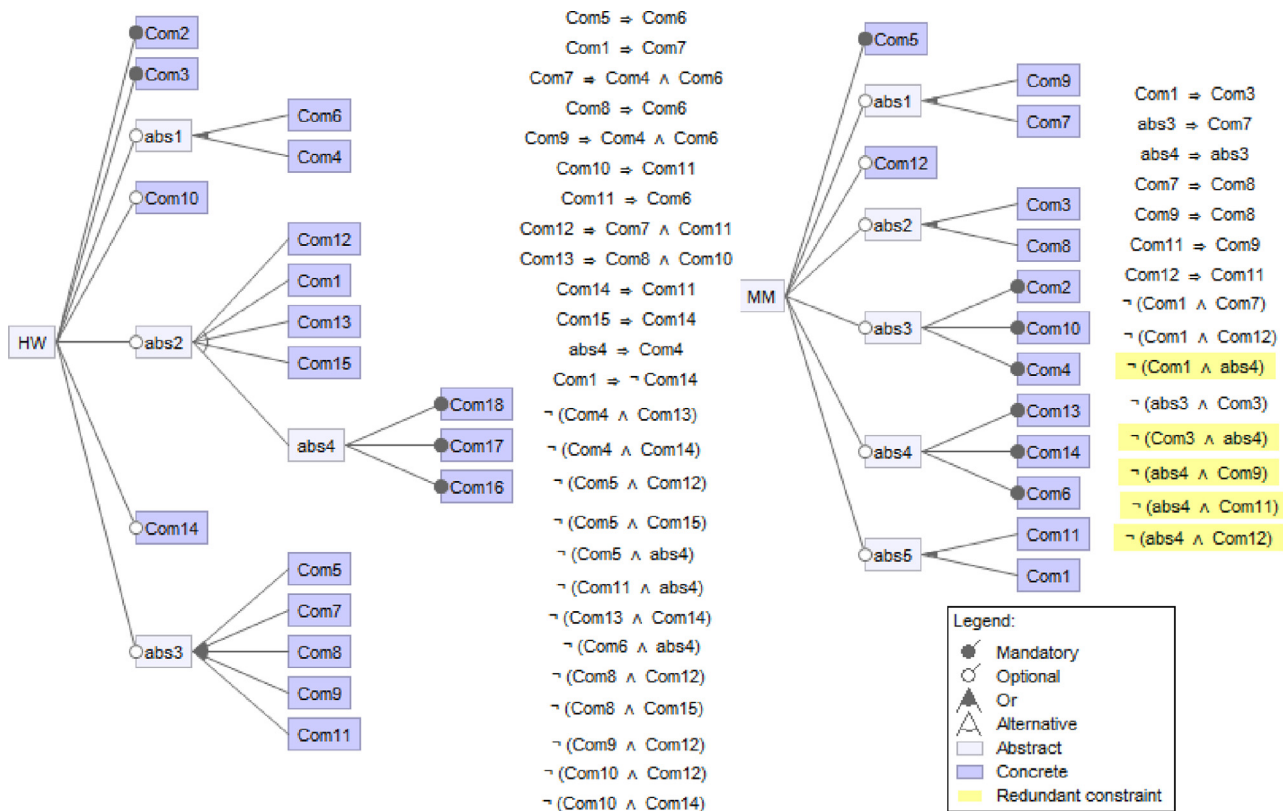 HW
Com2
Com3
abs1
Com6
Com4
Com10
abs2
Com12
Com1
Com13
Com15
abs4
Com18
Com17
Com16
Com14
abs3
Com5
Com7
Com8
Com9
Com11
Com5 ⇒ Com6
Com1 ⇒ Com7
Com7 ⇒ Com4 ∧ Com6
Com8 ⇒ Com6
Com9 ⇒ Com4 ∧ Com6
Com10 ⇒ Com11
Com11 ⇒ Com6
Com12 ⇒ Com7 ∧ Com11
Com13 ⇒ Com8 ∧ Com10
Com14 ⇒ Com11
Com15 ⇒ Com14
abs4 ⇒ Com4
Com1 ⇒ ¬ Com14
¬ (Com4 ∧ Com13)
¬ (Com4 ∧ Com14)
¬ (Com5 ∧ Com12)
¬ (Com5 ∧ Com15)
¬ (Com5 ∧ abs4)
¬ (Com11 ∧ abs4)
¬ (Com13 ∧ Com14)
¬ (Com6 ∧ abs4)
¬ (Com8 ∧ Com12)
¬ (Com8 ∧ Com15)
¬ (Com9 ∧ Com12)
¬ (Com10 ∧ Com12)
¬ (Com10 ∧ Com14)
MM
Com5
abs1
Com9
Com7
Com12
abs2
Com3
Com8
abs3
Com2
Com10
Com4
abs4
Com13
Com14
Com6
abs5
Com11
Com1
Com1 ⇒ Com3
abs3 ⇒ Com7
abs4 ⇒ abs3
Com7 ⇒ Com8
Com9 ⇒ Com8
Com11 ⇒ Com9
Com12 ⇒ Com11
¬ (Com1 ∧ Com7)
¬ (Com1 ∧ Com12)
¬ (Com1 ∧ abs4)
¬ (abs3 ∧ Com3)
¬ (Com3 ∧ abs4)
¬ (abs4 ∧ Com9)
¬ (abs4 ∧ Com11)
¬ (abs4 ∧ Com12)
Legend:
Mandatory
Optional
Or
Alternative
Abstract
Concrete
Redundant constraint